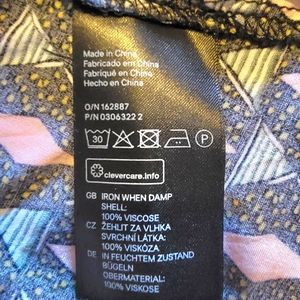 Made in China
Fabricado em China
Fabriqué en Chine
Hecho en China
O/N 162887
P/N 0306322 2
30 P
clevercare.info
GB IRON WHEN DAMP
SHELL:
100% VISCOSE
CZ ŽEHLIT ZA VLHKA
SVRCHNÍ LÁTKA:
100% VISKÓZA
DE IN FEUCHTEM ZUSTAND
BÜGELN
OBERMATERIAL:
100% VISKOSE